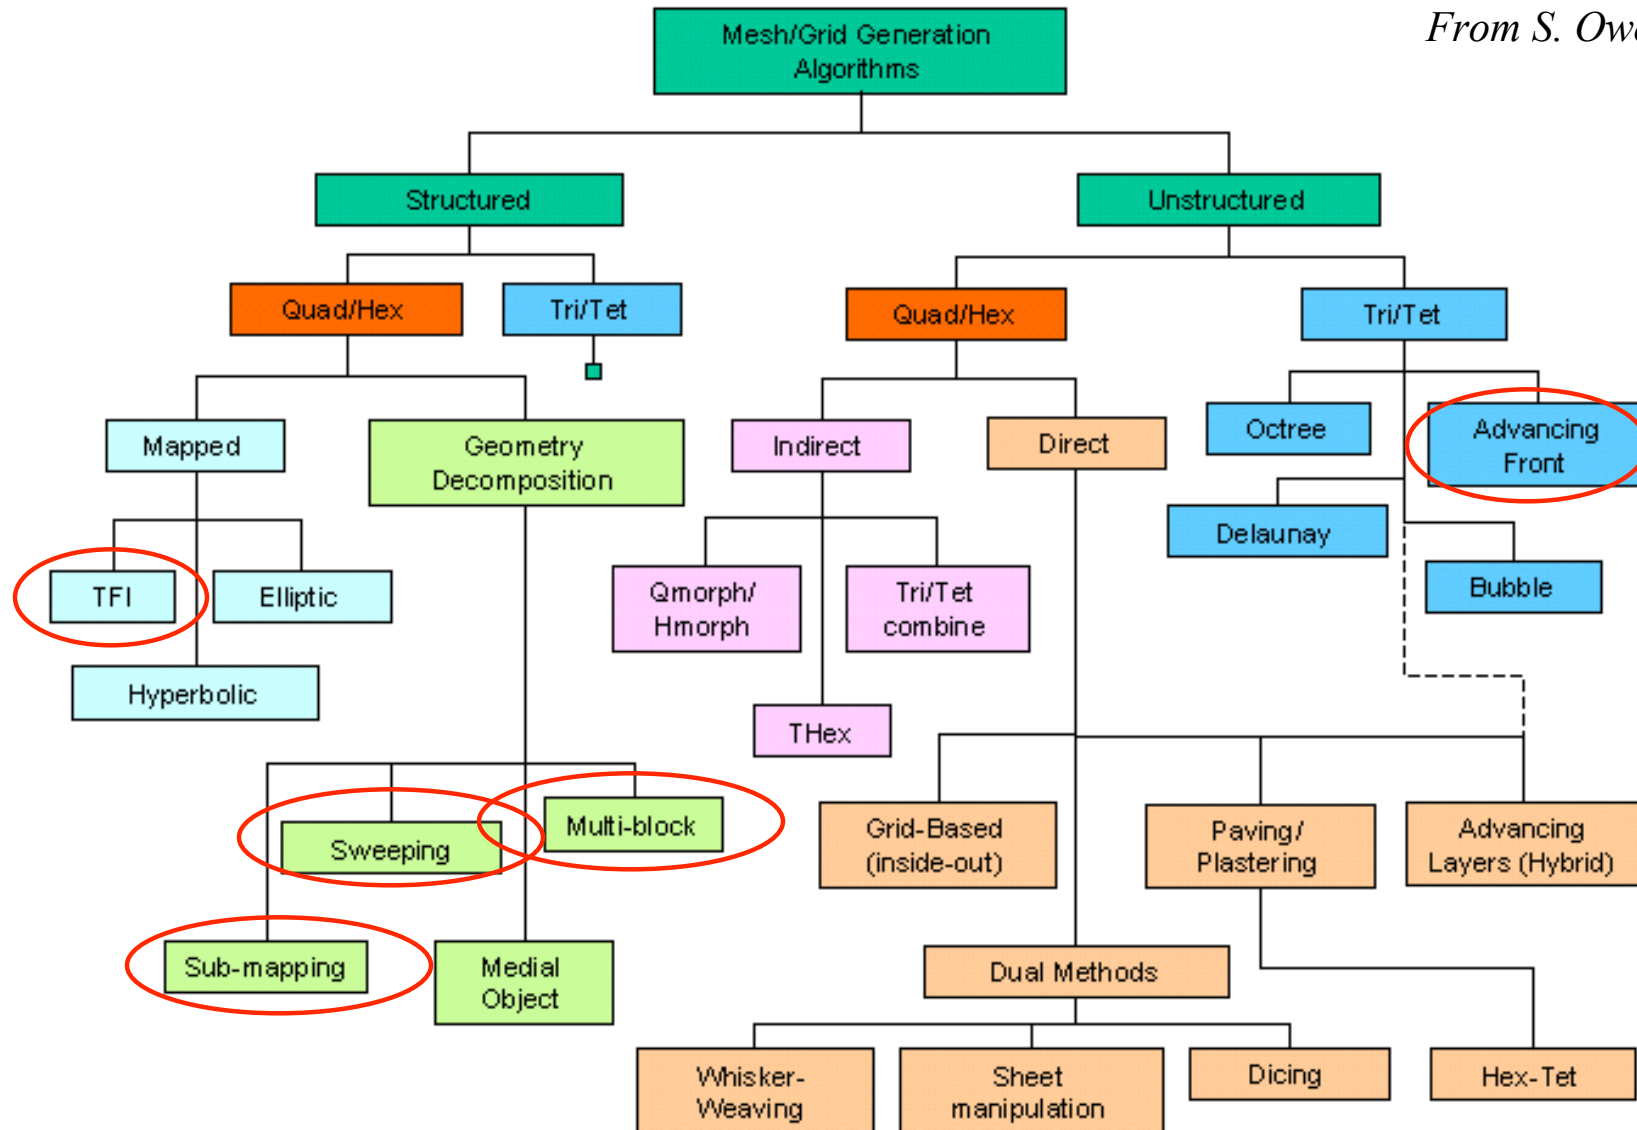 From S. Owe
Mesh/Grid Generation
Algorithms
Structured
Unstructured
Quad/Hex
Tri/Tet
Quad/Hex
Tri/Tet
Mapped
Geometry
Decomposition
Indirect
Direct
Octree
Advancing
Front
Delaunay
TFI
Elliptic
Qmorph/
Hmorph
Tri/Tet
combine
Bubble
Hyperbolic
THex
Sweeping
Multi-block
Grid-Based
(inside-out)
Paving/
Plastering
Advancing
Layers (Hybrid)
Sub-mapping
Medial
Object
Dual Methods
Whisker-
Weaving
Sheet
manipulation
Dicing
Hex-Tet